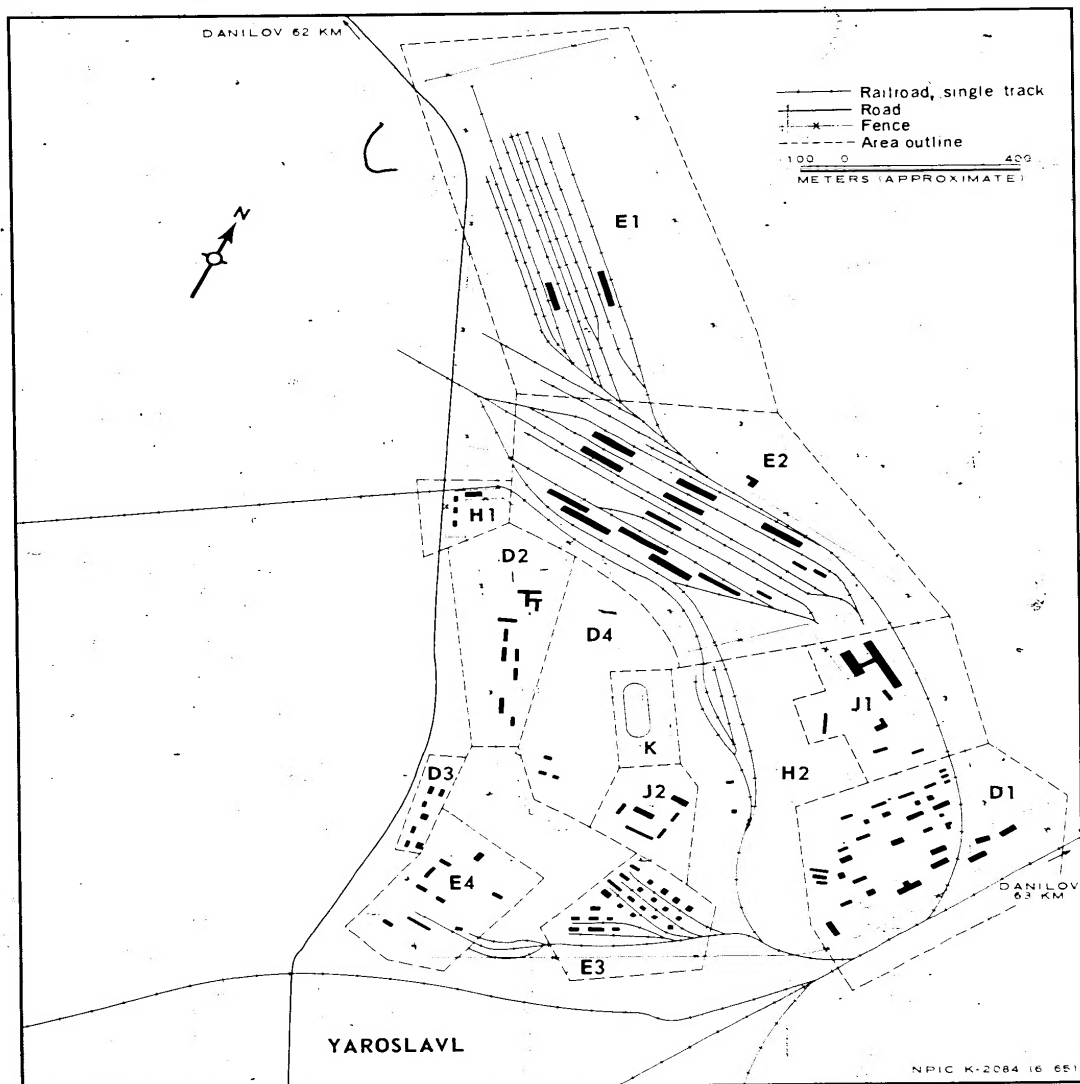 DANILOV 62 KM
Railroad, single track
Road
Fence
Area outline
100 0 400
METERS (APPROXIMATE)
N
E1
E2
H1
D2
D4
J1
K
H2
D3
J2
D1
E4
DANILOV
63 KM
E3
YAROSLAVL
NPIC K-2084 (6 65)